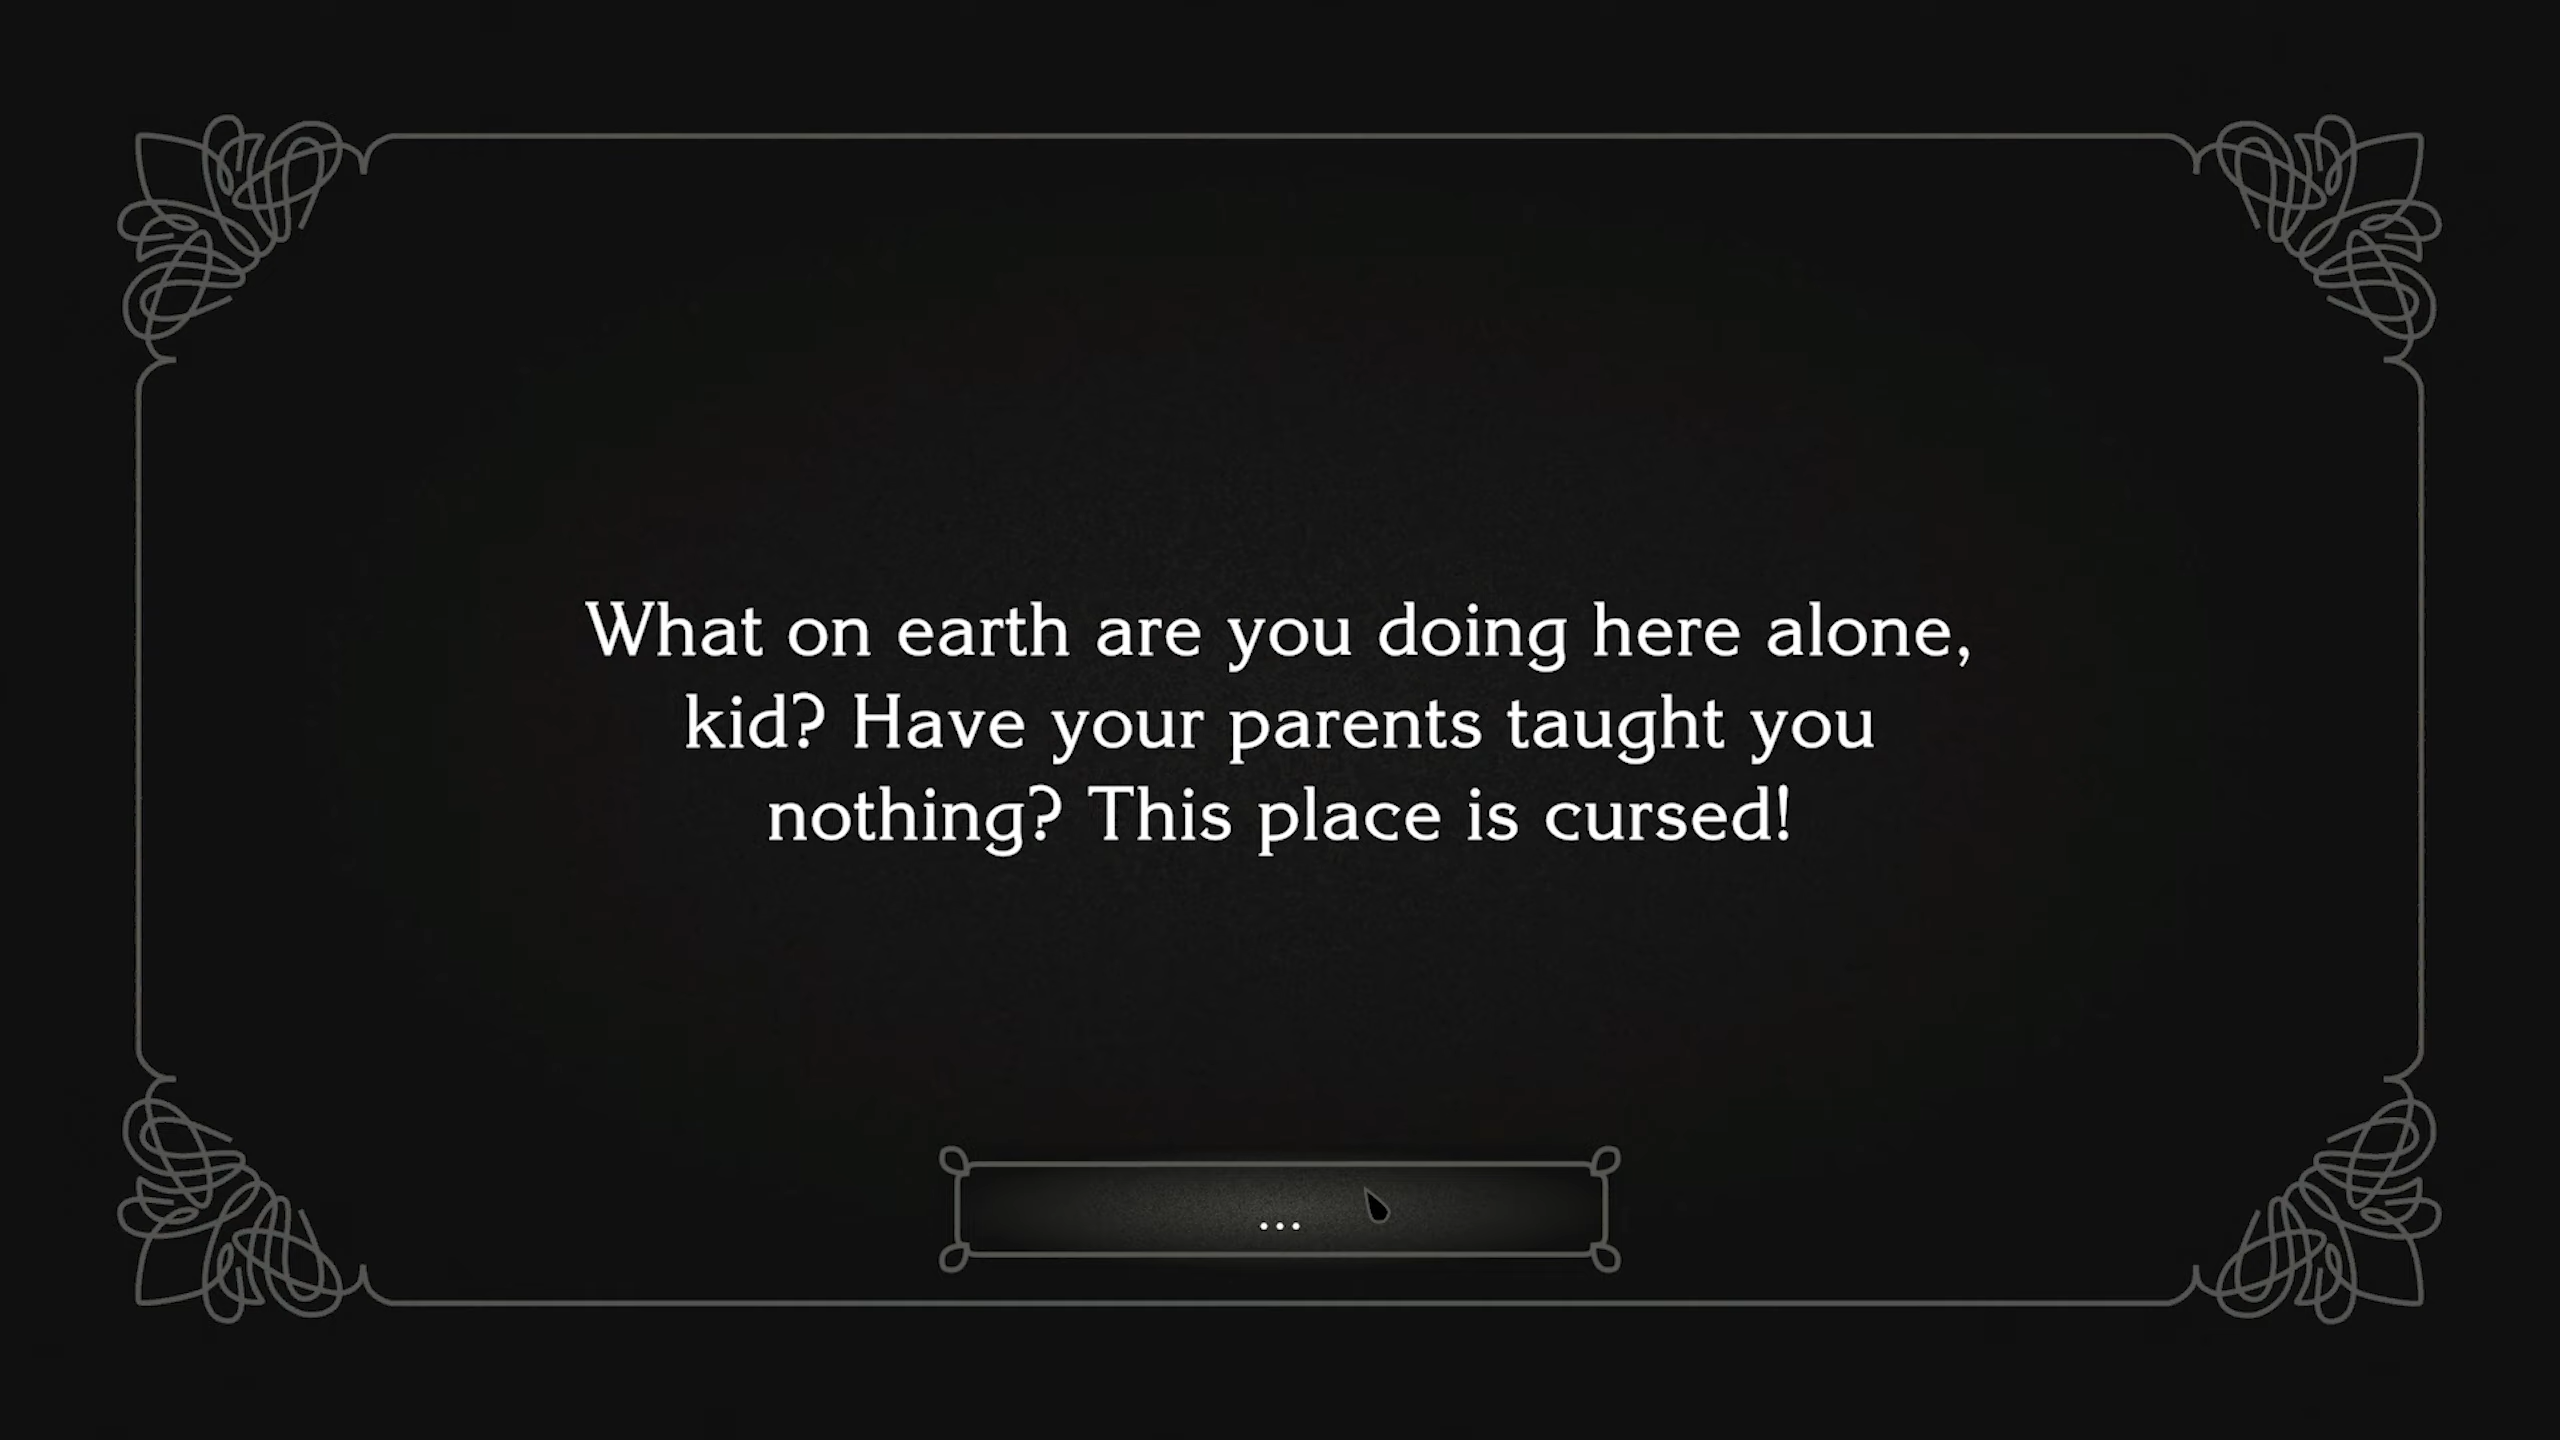 What on earth are you doing here alone,
kid? Have your parents taught you
nothing? This place is cursed!
...